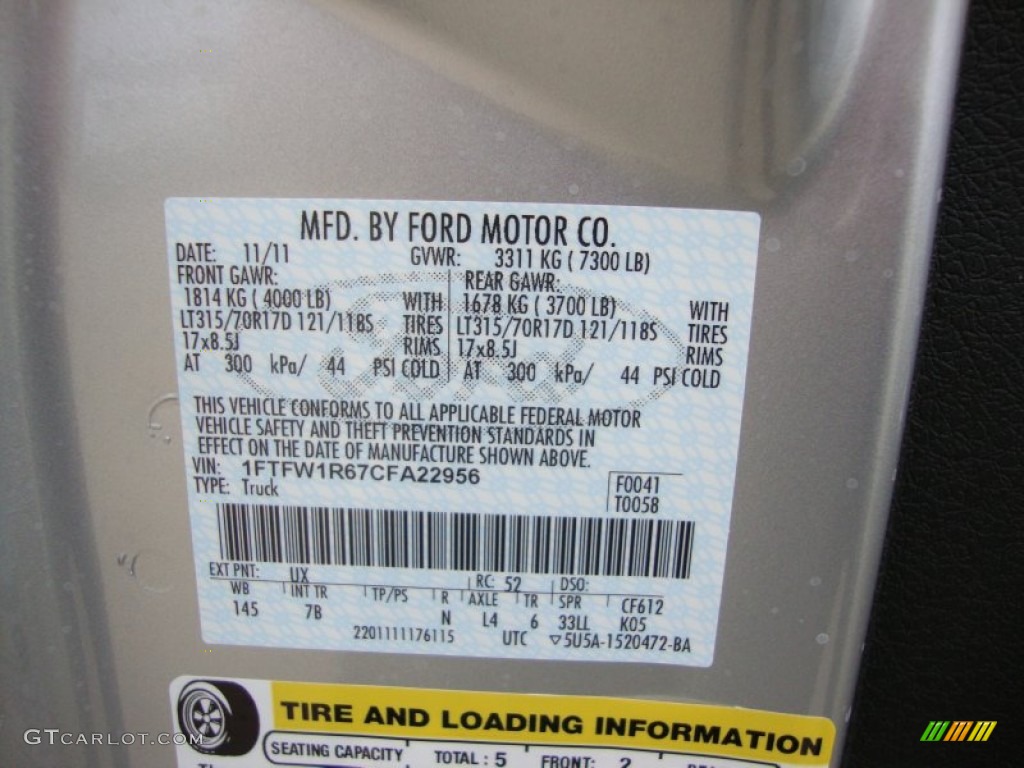 MFD. BY FORD MOTOR CO.
DATE: 11/11 GVWR: 3311 KG ( 7300 LB)
FRONT GAWR: REAR GAWR:
1814 KG ( 4000 LB) WITH 1678 KG ( 3700 LB) WITH
LT315/70R17D 121/118S TIRES LT315/70R17D 121/118S TIRES
17x8.5J RIMS 17x8.5J RIMS
AT 300 kPa/ 44 PSI COLD AT 300 kPa/ 44 PSI COLD
THIS VEHICLE CONFORMS TO ALL APPLICABLE FEDERAL MOTOR
VEHICLE SAFETY AND THEFT PREVENTION STANDARDS IN
EFFECT ON THE DATE OF MANUFACTURE SHOWN ABOVE.
VIN: 1FTFW1R67CFA22956
TYPE: Truck
F0041
T0058
EXT PNT: UX RC: 52 DSO:
WB INT TR TP/PS R AXLE TR SPR CF612
145 7B N L4 6 33LL K05
2201111176115 UTC ▽5U5A-1520472-BA
TIRE AND LOADING INFORMATION
SEATING CAPACITY TOTAL : 5 FRONT: 2
GTCARLOT.COM